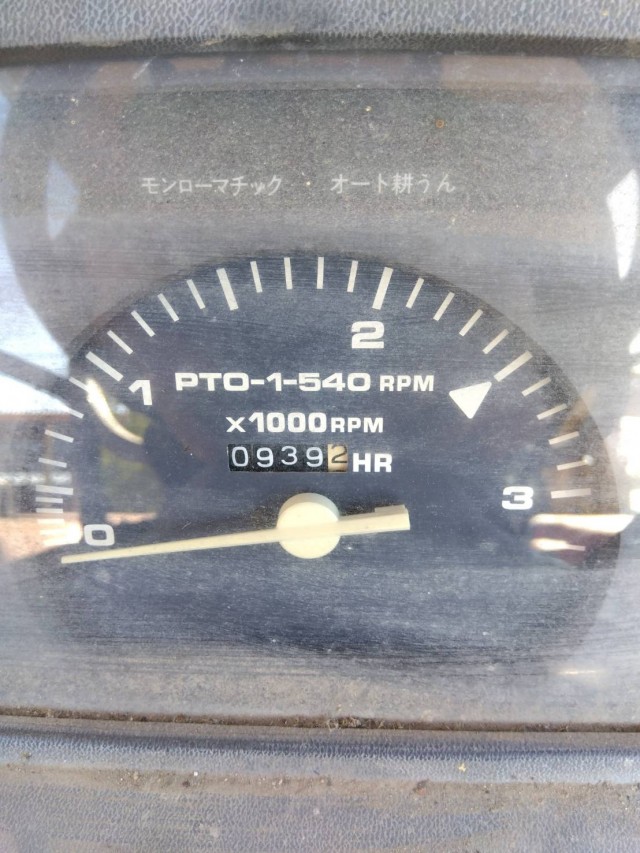 モンローマチック ・ オート耕うん
2
1 PTO-1-540 RPM
x1000RPM
09392 HR
3
0